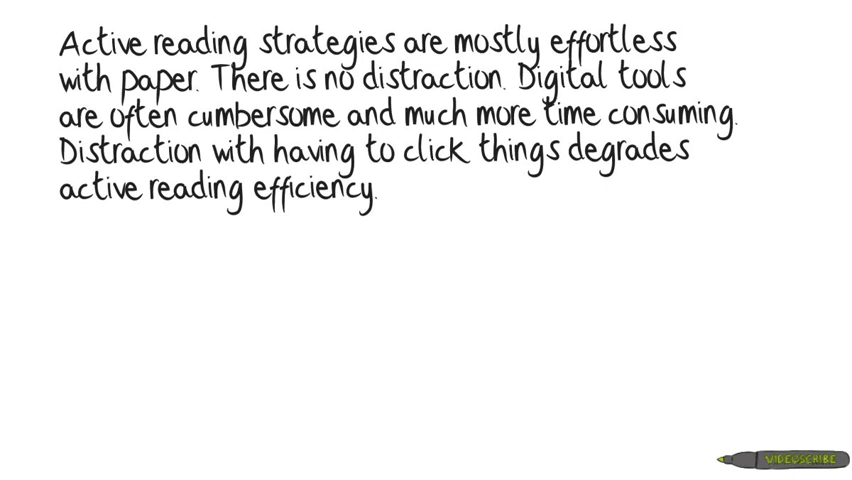 Active reading strategies are mostly effortless
with paper. There is no distraction. Digital tools
are often cumbersome and much more time consuming.
Distraction with having to click things degrades
active reading efficiency.
VIDEOSCRIBE